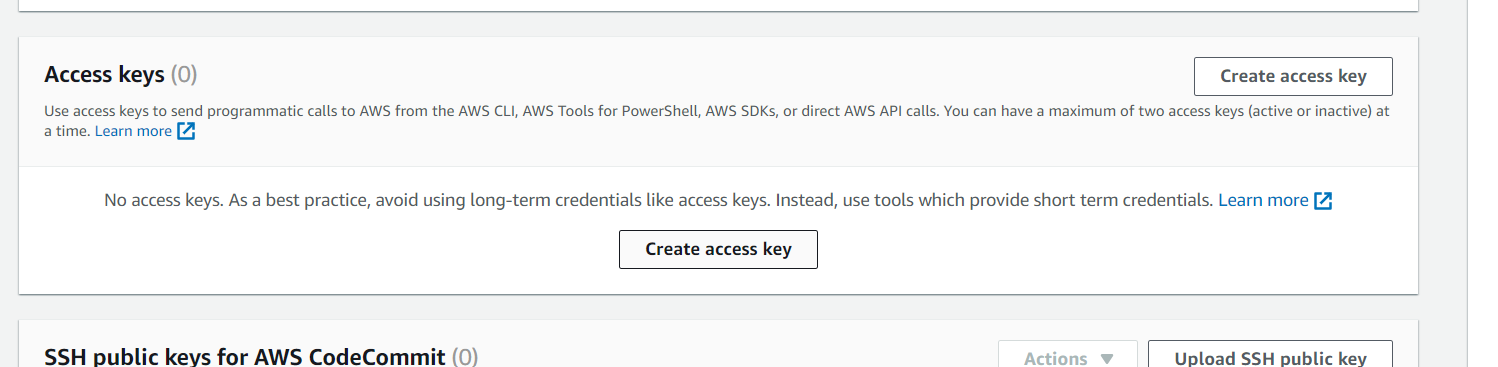 Access keys (0)
Create access key
Use access keys to send programmatic calls to AWS from the AWS CLI, AWS Tools for PowerShell, AWS SDKs, or direct AWS API calls. You can have a maximum of two access keys (active or inactive) at
a time. Learn more
No access keys. As a best practice, avoid using long-term credentials like access keys. Instead, use tools which provide short term credentials. Learn more
Create access key
SSH public keys for AWS CodeCommit (0)
Actions
Upload SSH public key